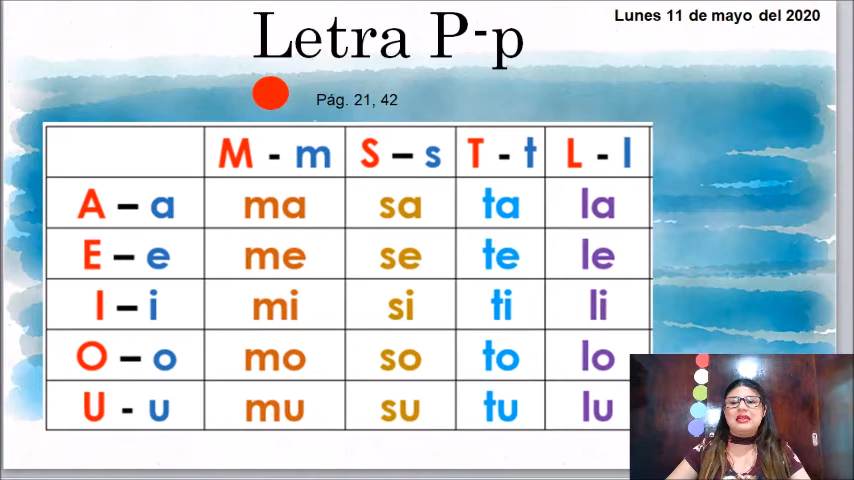 Lunes 11 de mayo del 2020
Letra P-p
Pág. 21, 42
M - m S – s T - t L - l
A – a ma sa ta la
E – e me se te le
I – i mi si ti li
O – o mo so to lo
U - u mu su tu lu